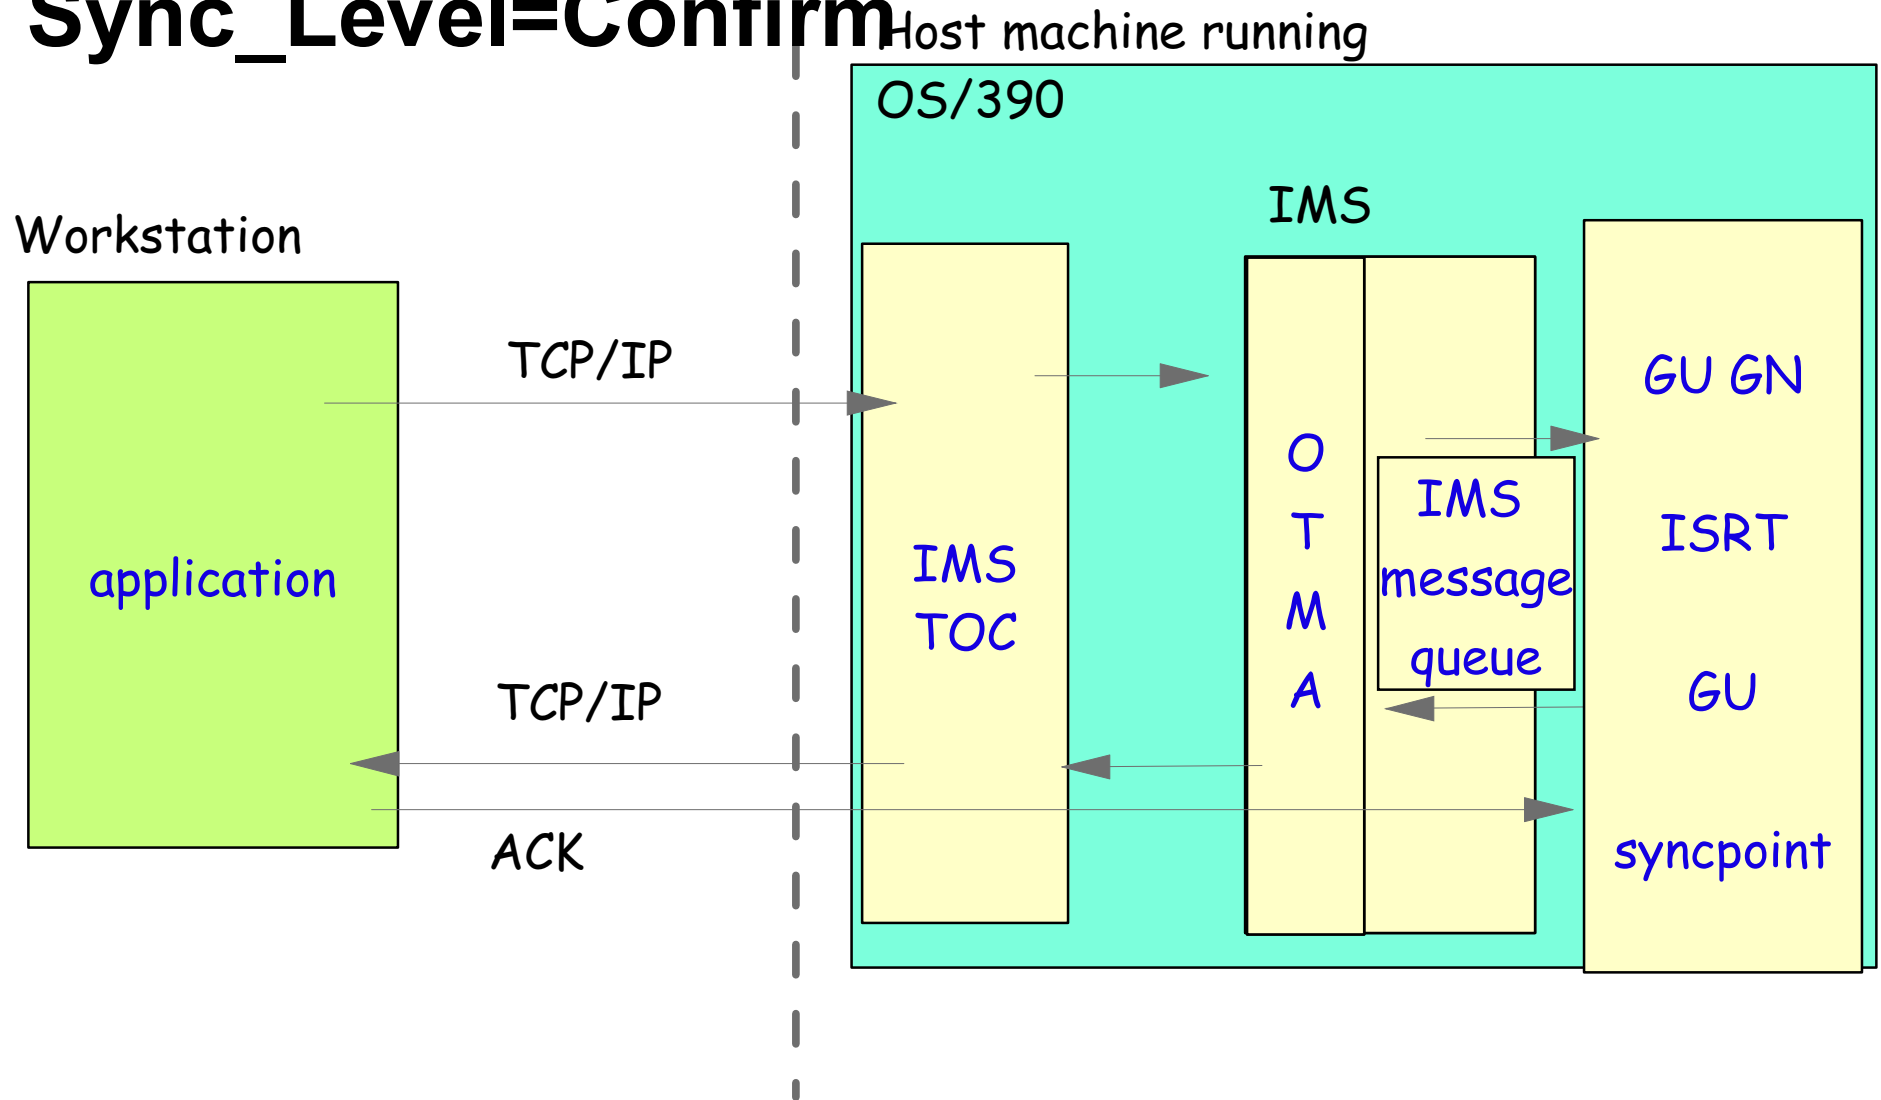 Sync_Level=Confirm
Host machine running
OS/390
IMS
Workstation
TCP/IP
GU GN
O
T
M
A
IMS
message
queue
ISRT
application
IMS
TOC
TCP/IP
GU
ACK
syncpoint